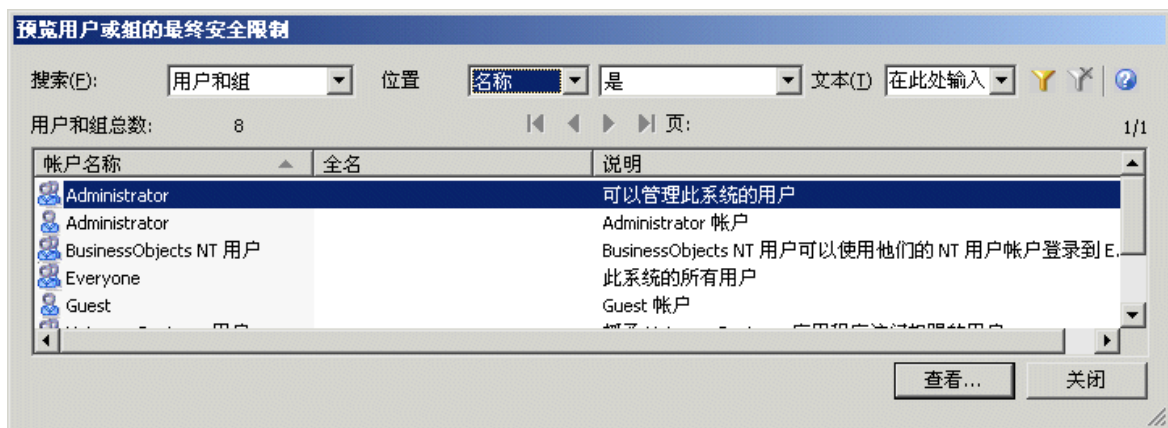 预览用户或组的最终安全限制
搜索(F): 用户和组 位置 名称 是 文本(T) 在此处输入
用户和组总数: 8 页: 1/1
帐户名称 全名 说明
Administrator 可以管理此系统的用户
Administrator Administrator 帐户
BusinessObjects NT 用户 BusinessObjects NT 用户可以使用他们的 NT 用户帐户登录到 E.
Everyone 此系统的所有用户
Guest Guest 帐户
查看... 关闭